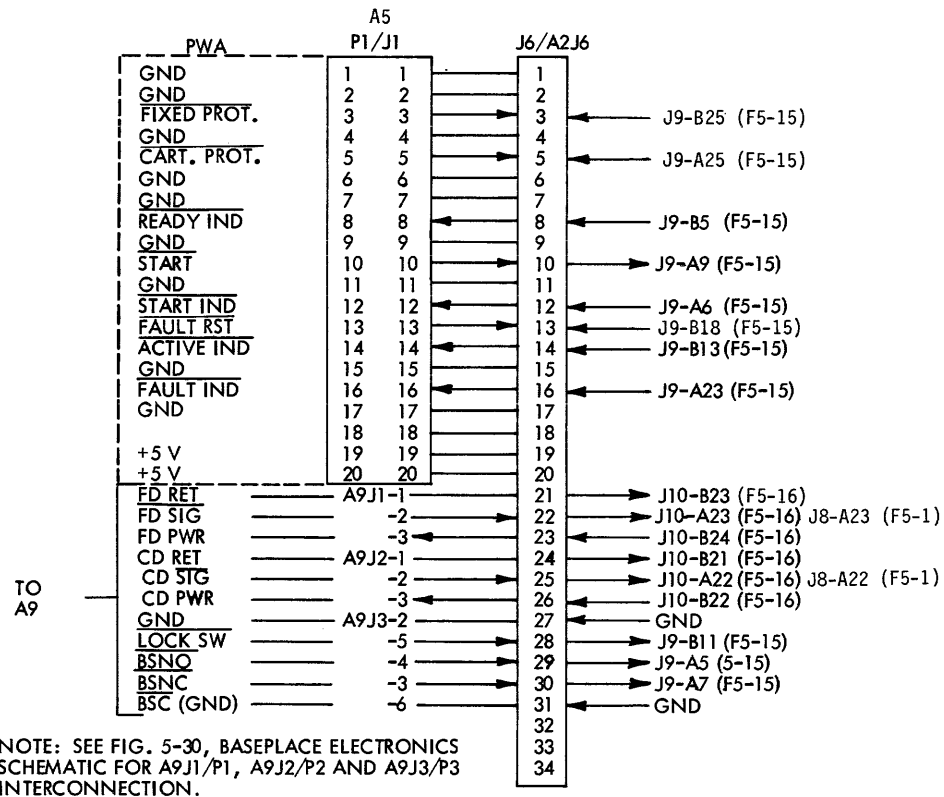 A5
PWA P1/J1 J6/A2J6
GND 1 1 1
GND 2 2 2
FIXED PROT. 3 3 3 J9-B25 (F5-15)
GND 4 4 4
CART. PROT. 5 5 5 J9-A25 (F5-15)
GND 6 6 6
GND 7 7 7
READY IND 8 8 8 J9-B5 (F5-15)
GND 9 9 9
START 10 10 10 J9-A9 (F5-15)
GND 11 11 11
START IND 12 12 12 J9-A6 (F5-15)
FAULT RST 13 13 13 J9-B18 (F5-15)
ACTIVE IND 14 14 14 J9-B13 (F5-15)
GND 15 15 15
FAULT IND 16 16 16 J9-A23 (F5-15)
GND 17 17 17
18 18 18
+5 V 19 19 19
+5 V 20 20 20
FD RET A9J1-1 21 J10-B23 (F5-16)
FD SIG -2 22 J10-A23 (F5-16) J8-A23 (F5-1)
FD PWR -3 23 J10-B24 (F5-16)
CD RET A9J2-1 24 J10-B21 (F5-16)
CD SIG -2 25 J10-A22 (F5-16) J8-A22 (F5-1)
CD PWR -3 26 J10-B22 (F5-16)
GND A9J3-2 27 GND
LOCK SW -5 28 J9-B11 (F5-15)
BSNO -4 29 J9-A5 (5-15)
BSNC -3 30 J9-A7 (F5-15)
BSC (GND) -6 31 GND
32
33
34
TO
A9
NOTE: SEE FIG. 5-30, BASEPLACE ELECTRONICS
SCHEMATIC FOR A9J1/P1, A9J2/P2 AND A9J3/P3
INTERCONNECTION.